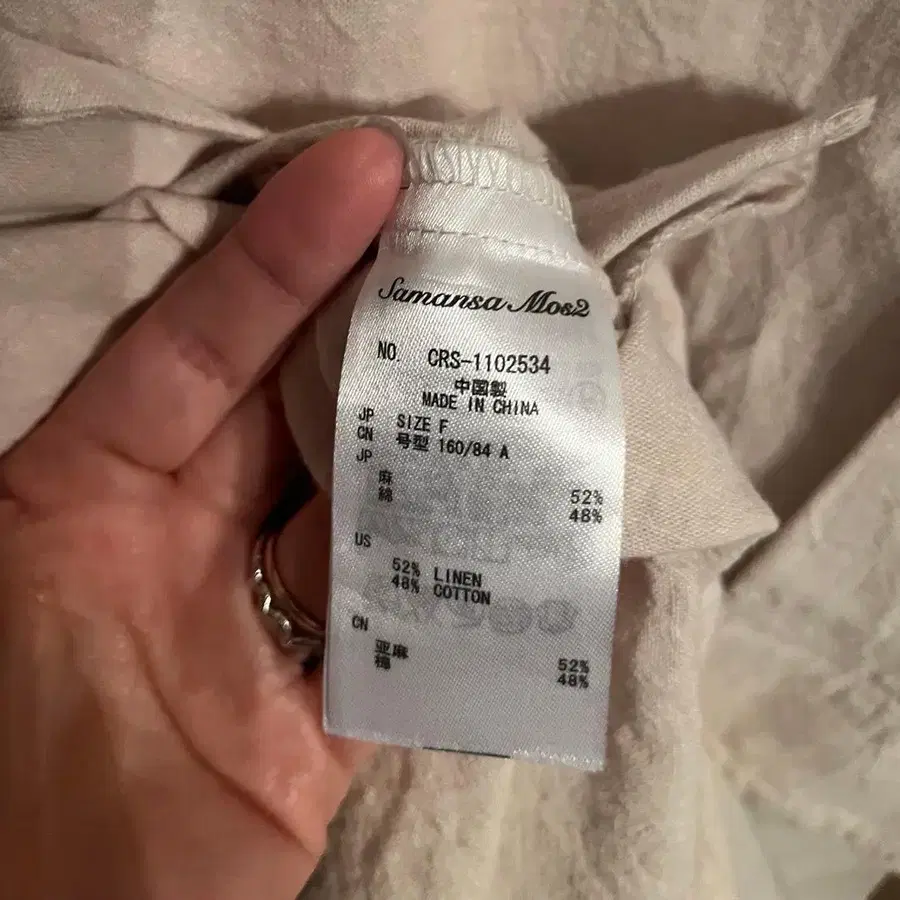 Samansa Mos2
NO. CRS-1102534
中国製
MADE IN CHINA
JP SIZE F
CN 号型 160/84 A
JP
麻 52%
綿 48%
US
52% LINEN
48% COTTON
CN
亚麻 52%
棉 48%